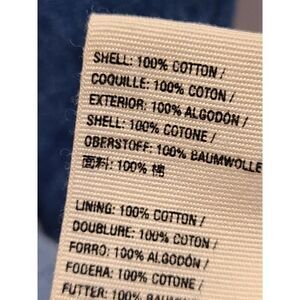 SHELL: 100% COTTON /
COQUILLE: 100% COTON /
EXTERIOR: 100% ALGODÓN /
SHELL: 100% COTONE /
OBERSTOFF: 100% BAUMWOLLE
面料: 100% 棉
LINING: 100% COTTON /
DOUBLURE: 100% COTON /
FORRO: 100% ALGODÓN /
FODERA: 100% COTONE /
FUTTER: 100% BAUMWO